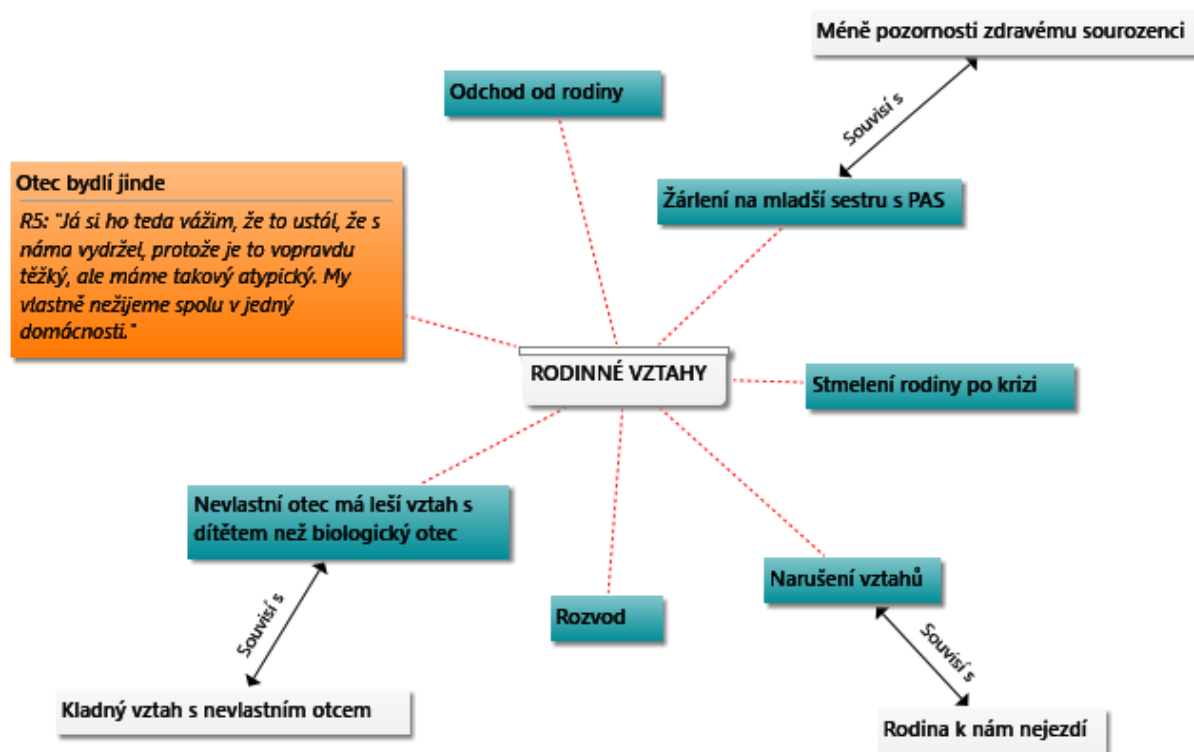 Méně pozornosti zdravému sourozenci
Odchod od rodiny
Souvisí s
Otec bydlí jinde
R5: "Já si ho teda vážim, že to ustál, že s
náma vydržel, protože je to vopravdu
těžký, ale máme takový atypický. My
vlastně nežijeme spolu v jedný
domácnosti."
Žárlení na mladší sestru s PAS
RODINNÉ VZTAHY
Stmelení rodiny po krizi
Nevlastní otec má leší vztah s
dítětem než biologický otec
Narušení vztahů
Rozvod
Souvisí s
Souvisí s
Kladný vztah s nevlastním otcem
Rodina k nám nejezdí